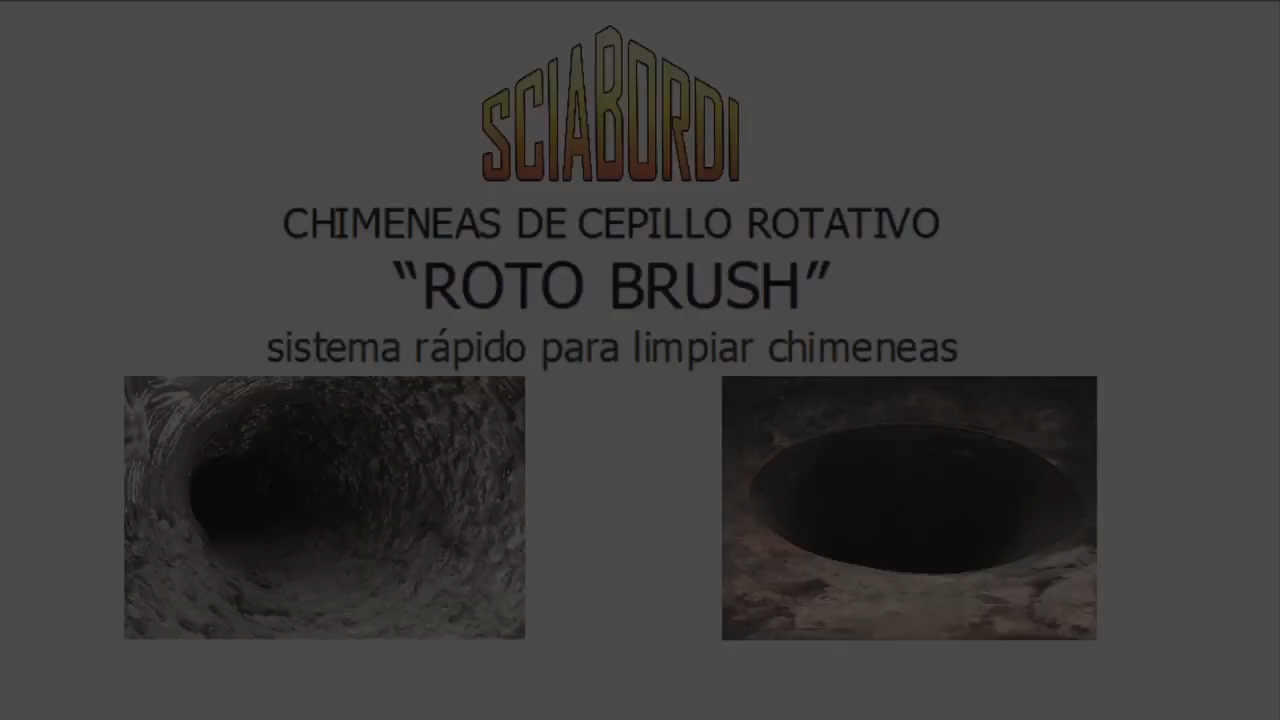 SCIABORDI
CHIMENEAS DE CEPILLO ROTATIVO
“ROTO BRUSH”
sistema rápido para limpiar chimeneas